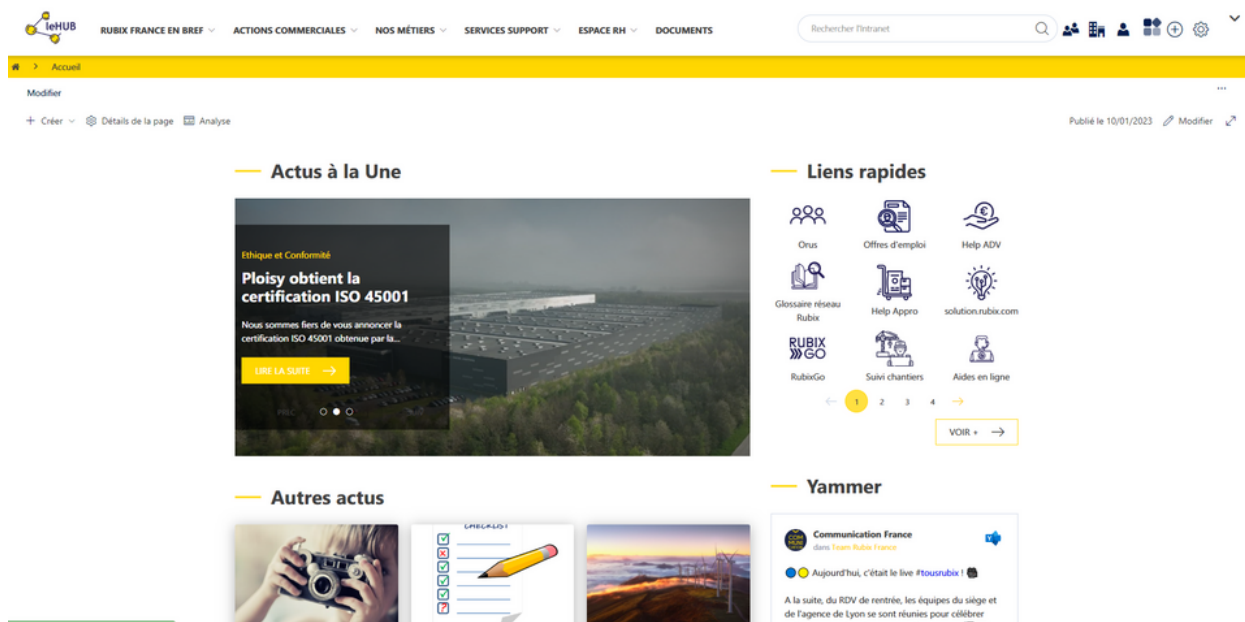 leHUB
RUBIX FRANCE EN BREF
ACTIONS COMMERCIALES
NOS MÉTIERS
SERVICES SUPPORT
ESPACE RH
DOCUMENTS
Rechercher l'Intranet
Accueil
Modifier
...
+ Créer
Détails de la page
Analyse
Publié le 10/01/2023
Modifier
Actus à la Une
Ethique et Conformité
Ploisy obtient la
certification ISO 45001
Nous sommes fiers de vous annoncer la
certification ISO 45001 obtenue par la...
LIRE LA SUITE
PREC
Liens rapides
Orus
Offres d'emploi
Help ADV
Glossaire réseau
Rubix
Help Appro
solution.rubix.com
RUBIX
GO
RubixGo
Suivi chantiers
Aides en ligne
1 2 3 4
VOIR +
Autres actus
CHECKLIST
Yammer
COM
MUNI
Communication France
dans Team Rubix France
Aujourd'hui, c'était le live #tousrubix !
A la suite, du RDV de rentrée, les équipes du siège et
de l'agence de Lyon se sont réunies pour célébrer